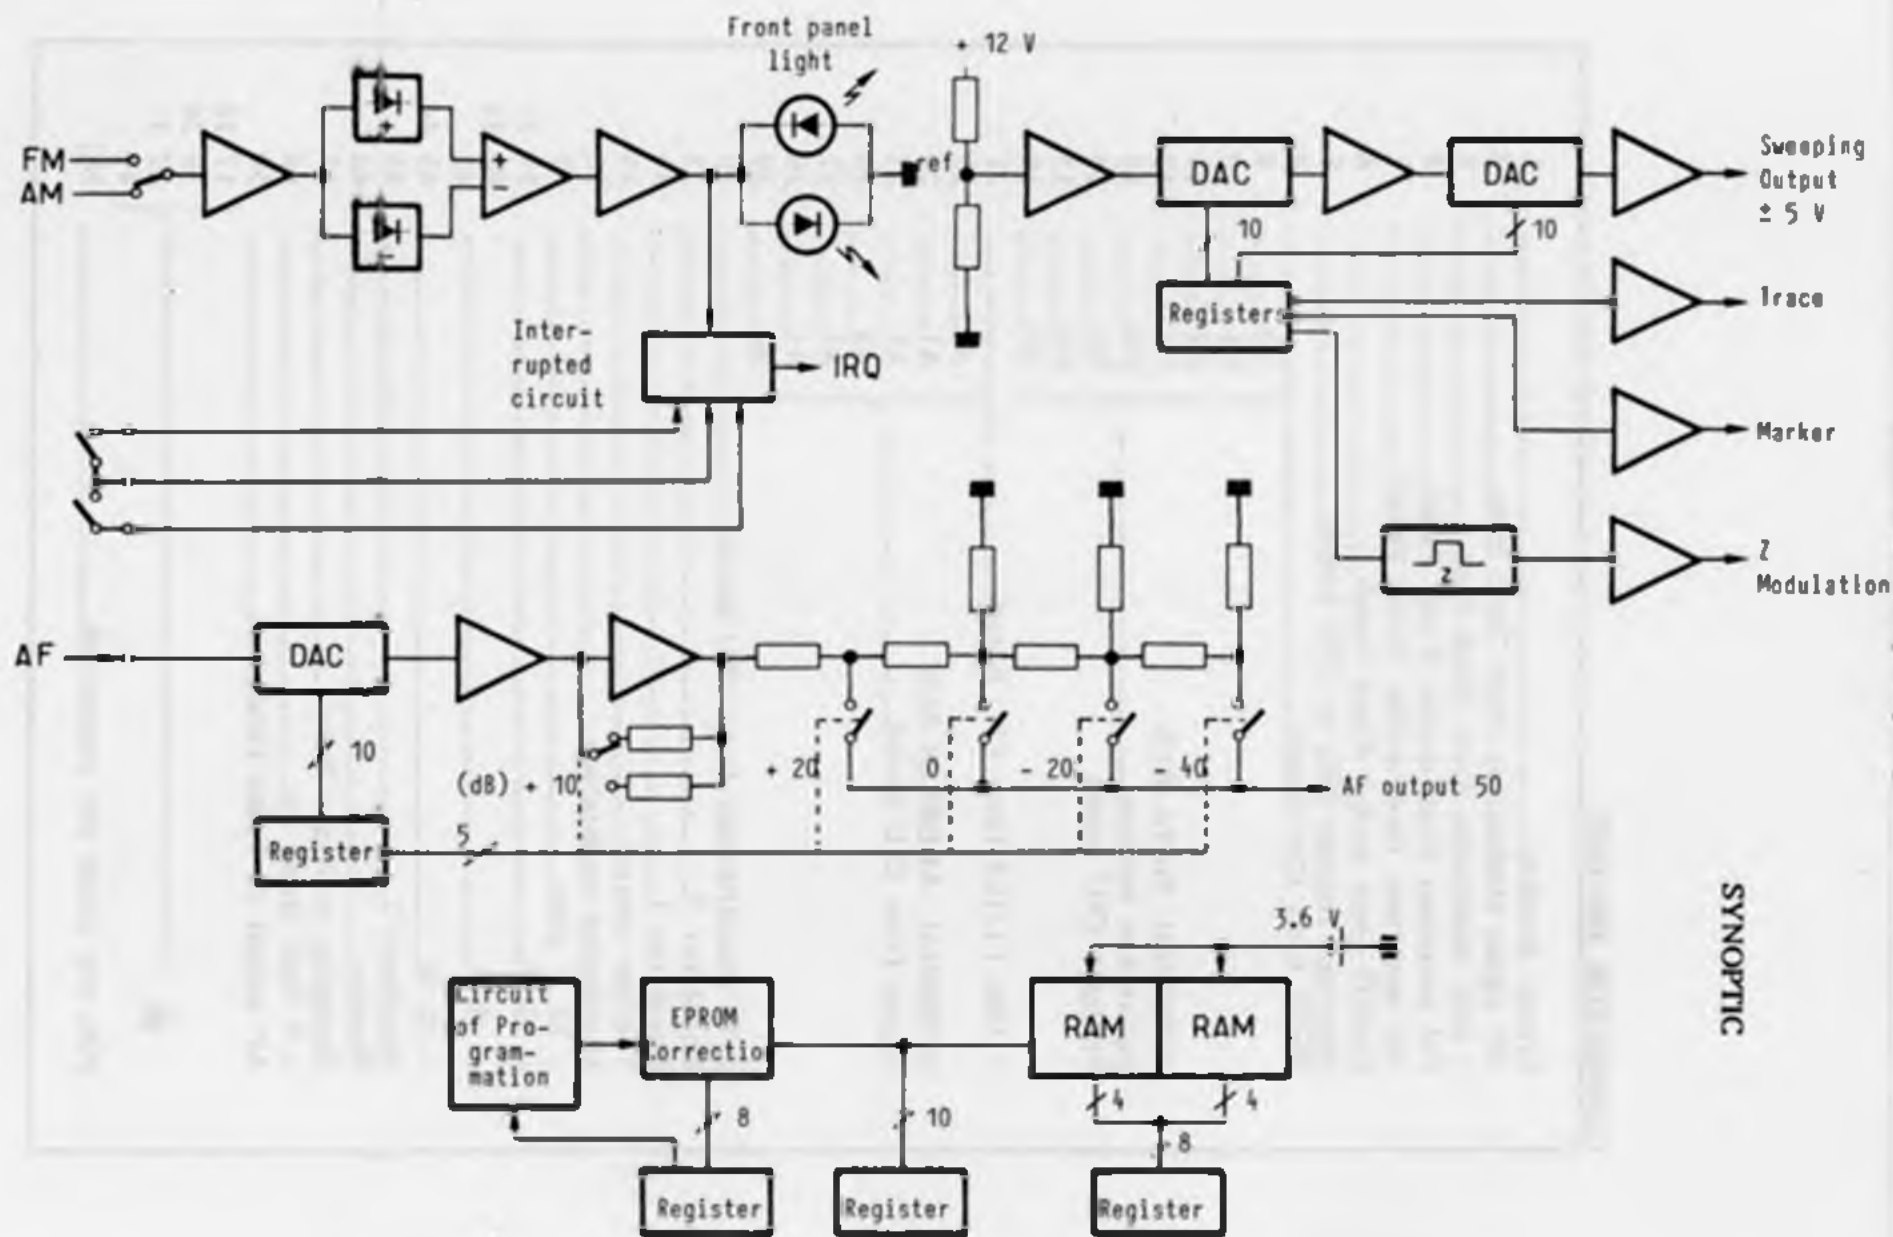 Front panel
light
+ 12 V
FM
AM
+
−
+
−
ref
DAC
DAC
Sweeping
Output
± 5 V
10
10
Registers
Trace
Inter-
rupted
circuit
IRQ
Marker
Z
Z
Modulation
AF
DAC
10
(dB) + 10
+ 20
0
- 20
- 40
AF output 50
5
Register
3.6 V
SYNOPTIC
Circuit
of Pro-
gram-
mation
EPROM
Correctio
RAM
RAM
8
10
4
4
8
Register
Register
Register